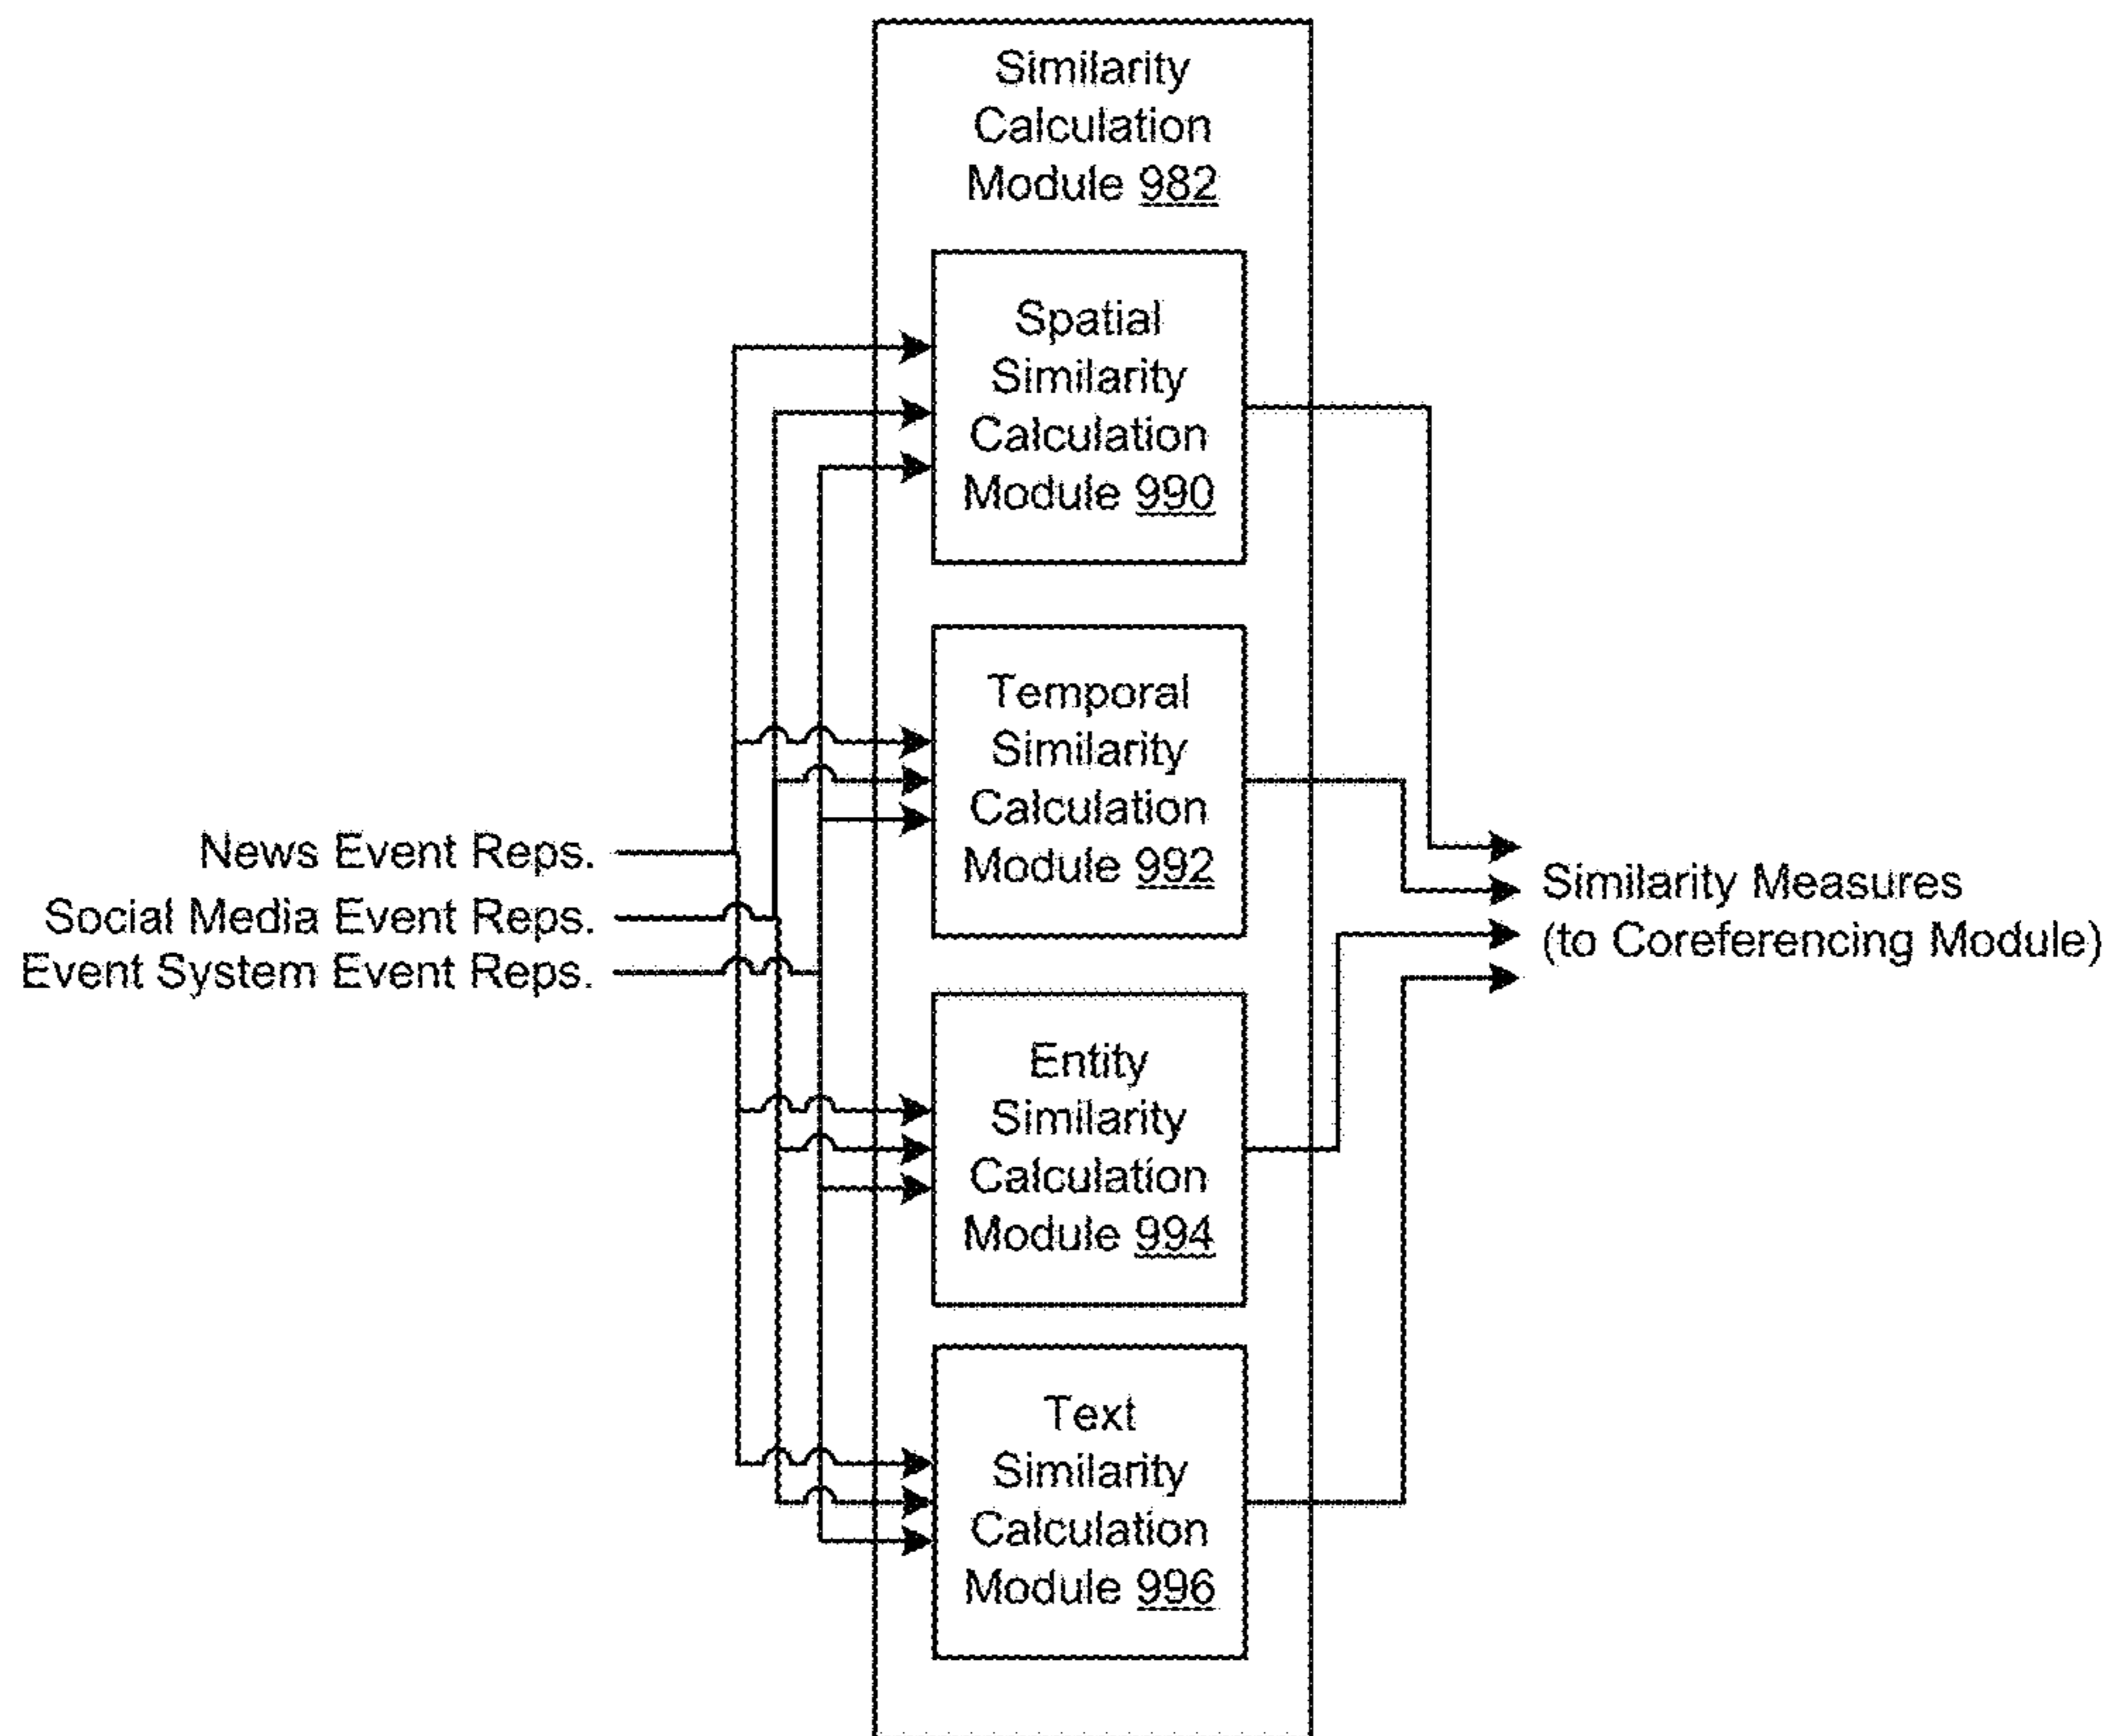 Similarity
Calculation
Module 982
Spatial
Similarity
Calculation
Module 990
Temporal
Similarity
Calculation
Module 992
News Event Reps.
Social Media Event Reps.
Event System Event Reps.
Similarity Measures
(to Coreferencing Module)
Entity
Similarity
Calculation
Module 994
Text
Similarity
Calculation
Module 996